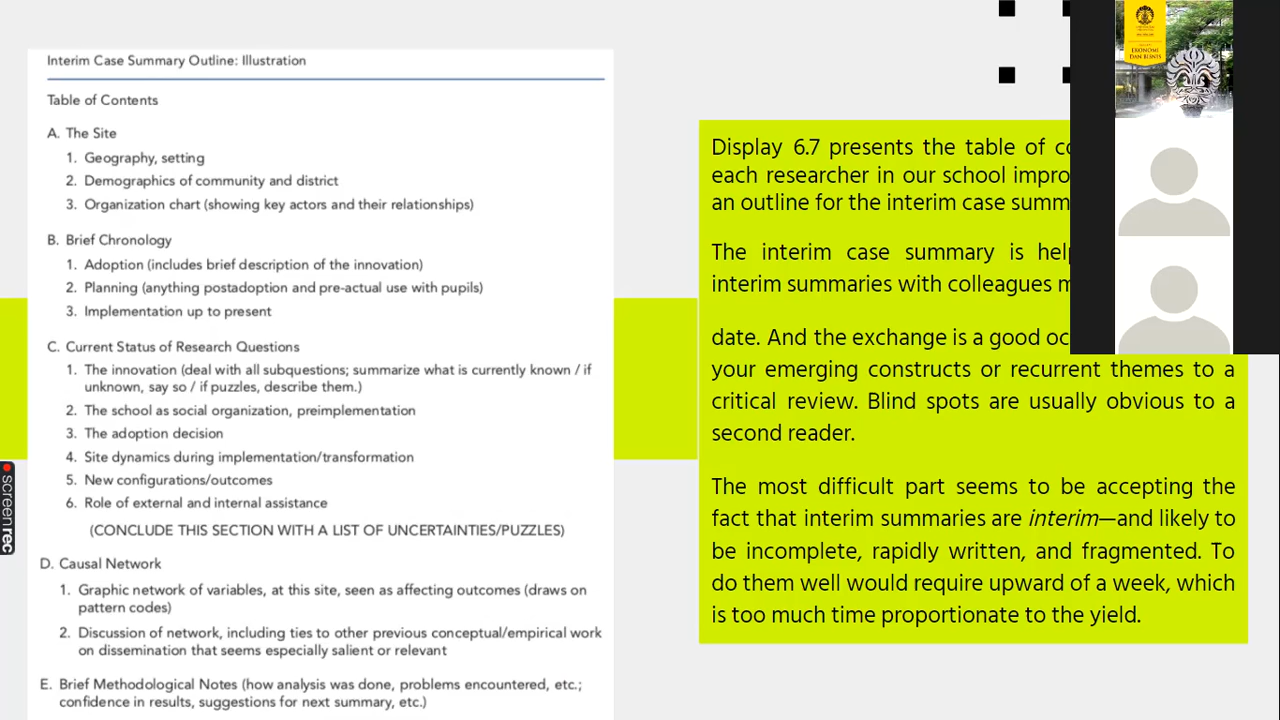 Interim Case Summary Outline: Illustration
Table of Contents
A. The Site
1. Geography, setting
2. Demographics of community and district
3. Organization chart (showing key actors and their relationships)
B. Brief Chronology
1. Adoption (includes brief description of the innovation)
2. Planning (anything postadoption and pre-actual use with pupils)
3. Implementation up to present
C. Current Status of Research Questions
1. The innovation (deal with all subquestions; summarize what is currently known / if
unknown, say so / if puzzles, describe them.)
2. The school as social organization, preimplementation
3. The adoption decision
4. Site dynamics during implementation/transformation
5. New configurations/outcomes
6. Role of external and internal assistance
(CONCLUDE THIS SECTION WITH A LIST OF UNCERTAINTIES/PUZZLES)
D. Causal Network
1. Graphic network of variables, at this site, seen as affecting outcomes (draws on
pattern codes)
2. Discussion of network, including ties to other previous conceptual/empirical work
on dissemination that seems especially salient or relevant
E. Brief Methodological Notes (how analysis was done, problems encountered, etc.;
confidence in results, suggestions for next summary, etc.)
Display 6.7 presents the table of
each researcher in our school
an outline for the interim case
The interim case summary is
interim summaries with colleagues
date. And the exchange is a good
your emerging constructs or recurrent themes to a
critical review. Blind spots are usually obvious to a
second reader.
The most difficult part seems to be accepting the
fact that interim summaries are interim—and likely to
be incomplete, rapidly written, and fragmented. To
do them well would require upward of a week, which
is too much time proportionate to the yield.
EKONOMI
DAN BISNIS
screenrec